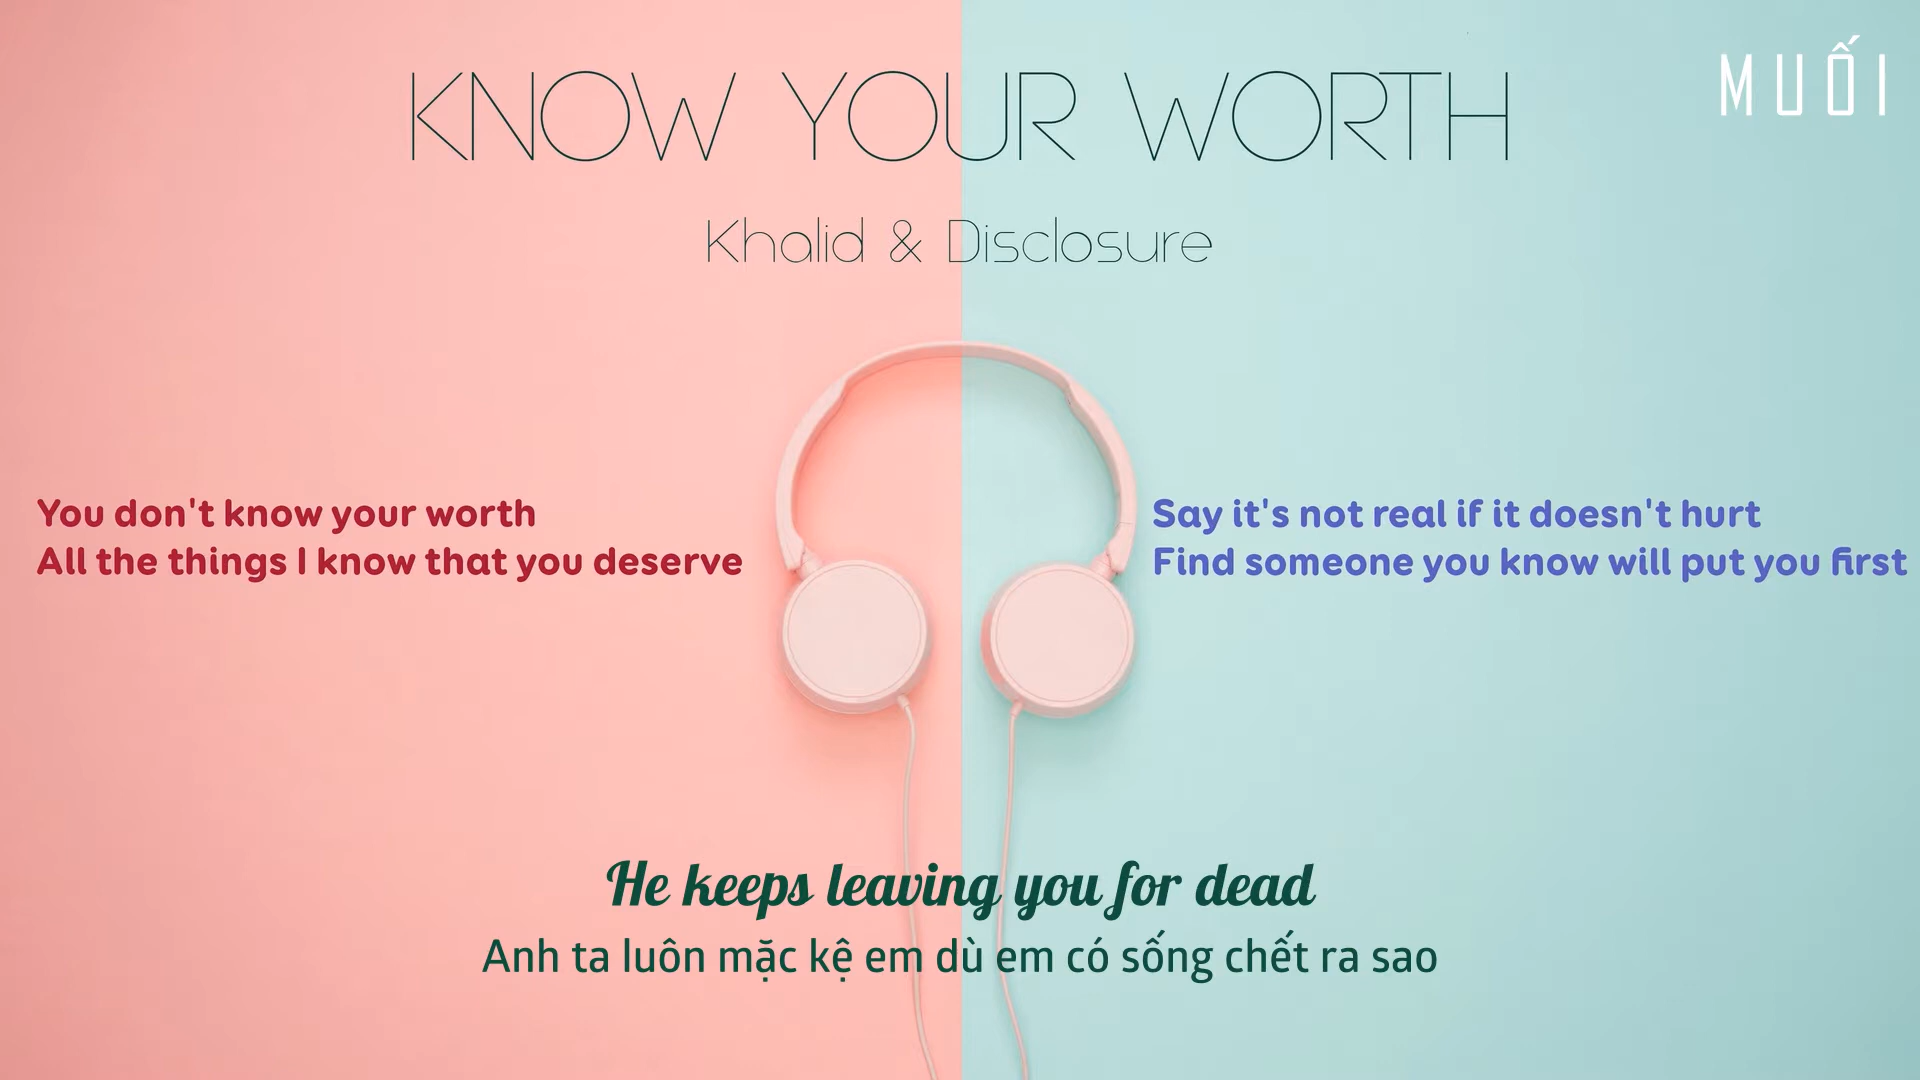 KNOW YOUR WORTH
MUỐI
Khalid & Disclosure
You don't know your worth
All the things I know that you deserve
Say it's not real if it doesn't hurt
Find someone you know will put you first
He keeps leaving you for dead
Anh ta luôn mặc kệ em dù em có sống chết ra sao